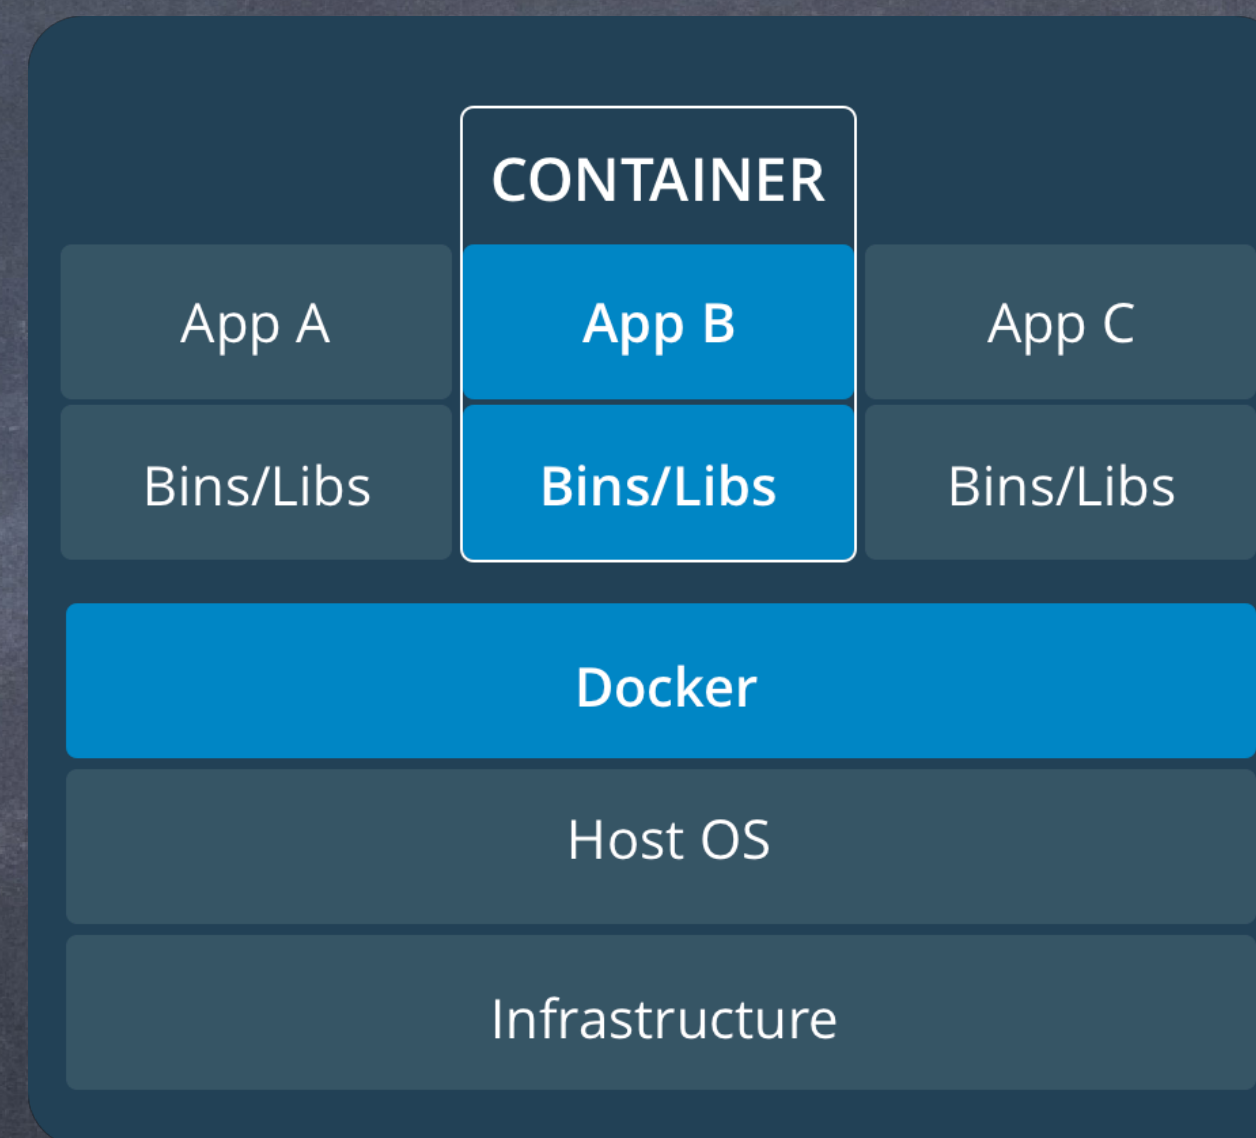 CONTAINER
App A
App B
App C
Bins/Libs
Bins/Libs
Bins/Libs
Docker
Host OS
Infrastructure